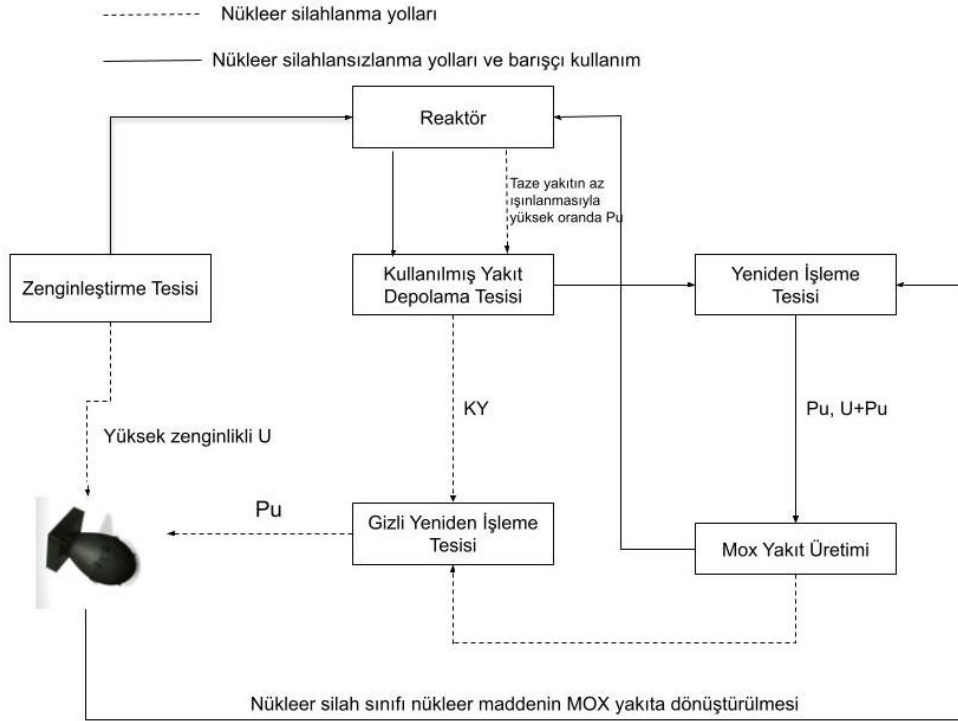 Nükleer silahlanma yolları
Nükleer silahlansızlanma yolları ve barışçı kullanım
Reaktör
Taze yakıtın az
ışınlanmasıyla
yüksek oranda Pu
Zenginleştirme Tesisi
Kullanılmış Yakıt
Depolama Tesisi
Yeniden İşleme
Tesisi
KY
Pu, U+Pu
Yüksek zenginlikli U
Pu
Gizli Yeniden İşleme
Tesisi
Mox Yakıt Üretimi
Nükleer silah sınıfı nükleer maddenin MOX yakıta dönüştürülmesi